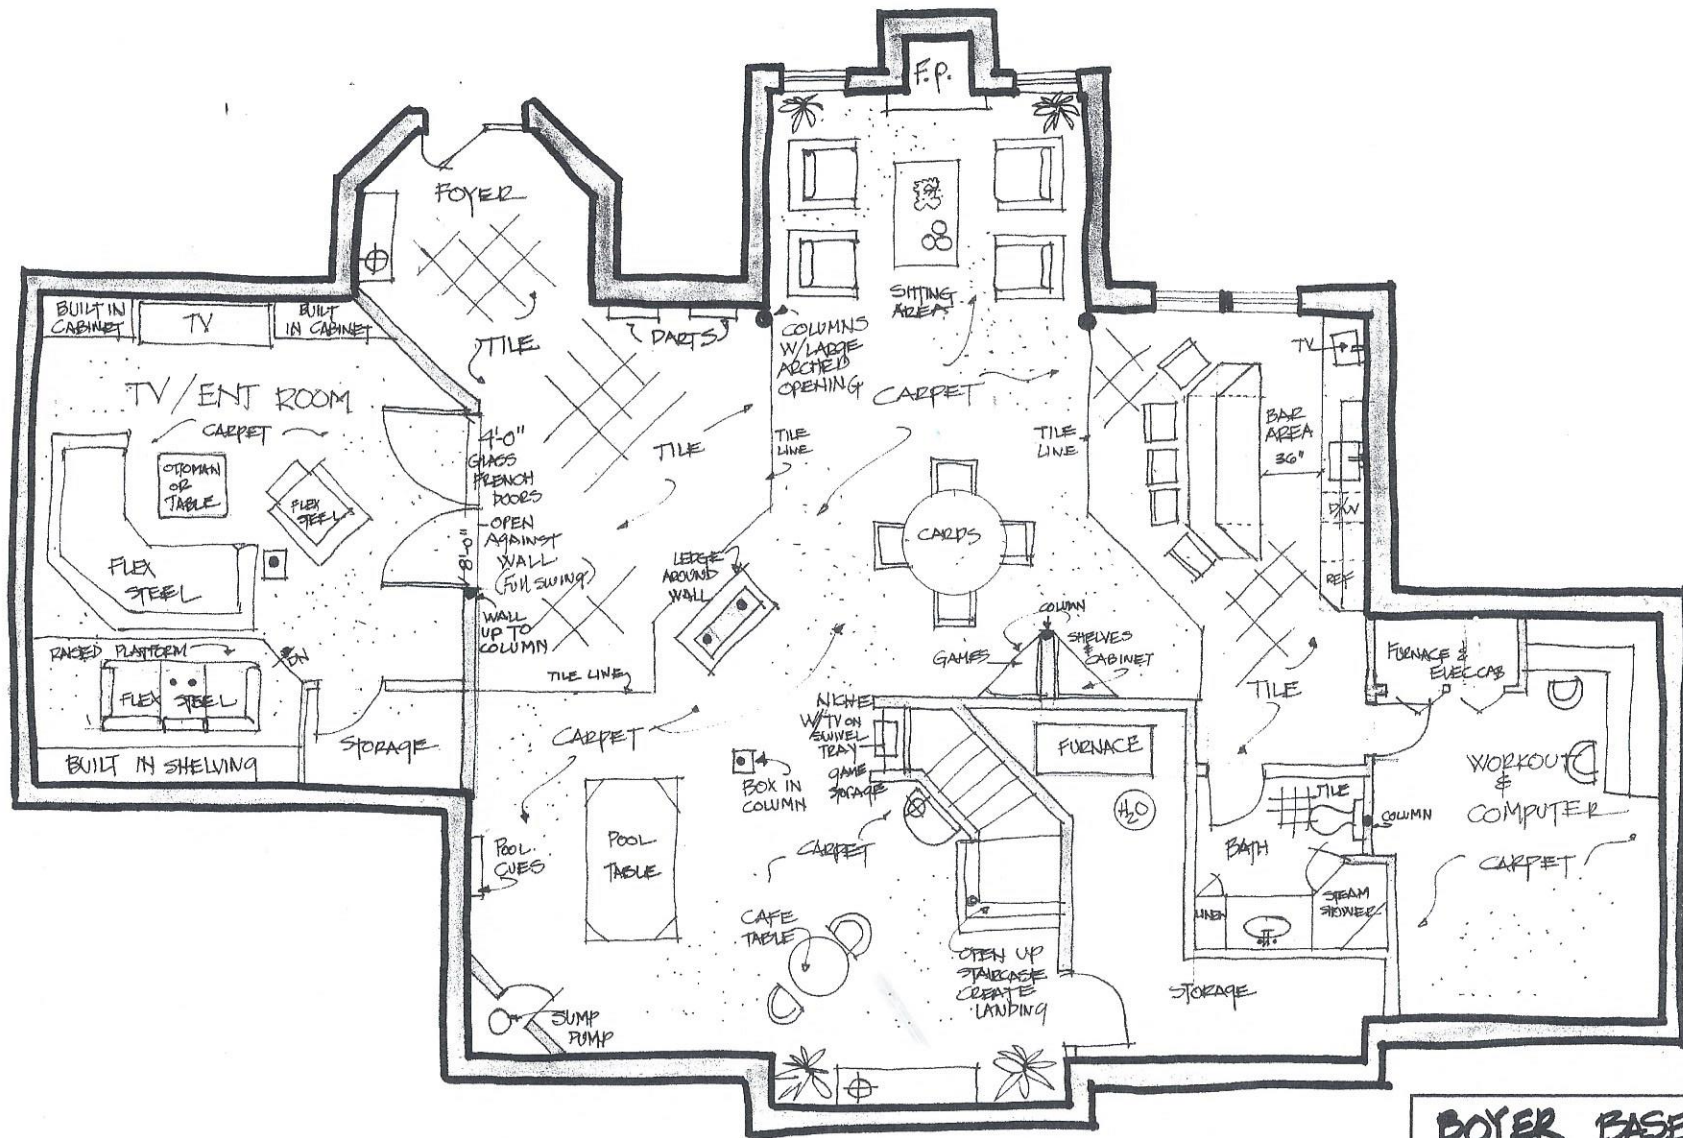 F.P.
FOYER
BUILT IN
CABINET
TV
BUILT
IN CABINET
TILE
DARTS
COLUMNS
W/LARGE
ARCHED
OPENING
SITTING
AREA
TV
TV/ENT ROOM
CARPET
OTTOMAN
OR
TABLE
FLEX
STEEL
FLEX
STEEL
4'-0"
GLASS
FRENCH
DOORS
OPEN
AGAINST
WALL
(FULL SWING)
8'-0"
WALL
UP TO
COLUMN
TILE
TILE
LINE
CARPET
TILE
LINE
BAR
AREA
36"
D/W
REF
CARDS
LEDGE
AROUND
WALL
RAISED PLATFORM
DN
FLEX STEEL
BUILT IN SHELVING
STORAGE
TILE LINE
GAMES
COLUMN
SHELVES
&
CABINET
TILE
FURNACE &
ELEC CAB
CARPET
NICHE
W/TV ON
SWIVEL
TRAY
GAME
STORAGE
BOX IN
COLUMN
FURNACE
H2O
WORKOUT
&
COMPUTER
CARPET
TILE
COLUMN
BATH
LINEN
STEAM
SHOWER
POOL
CUES
POOL
TABLE
CARPET
CAFE
TABLE
OPEN UP
STAIRCASE
CREATE
LANDING
STORAGE
SUMP
PUMP
BOYER BASE